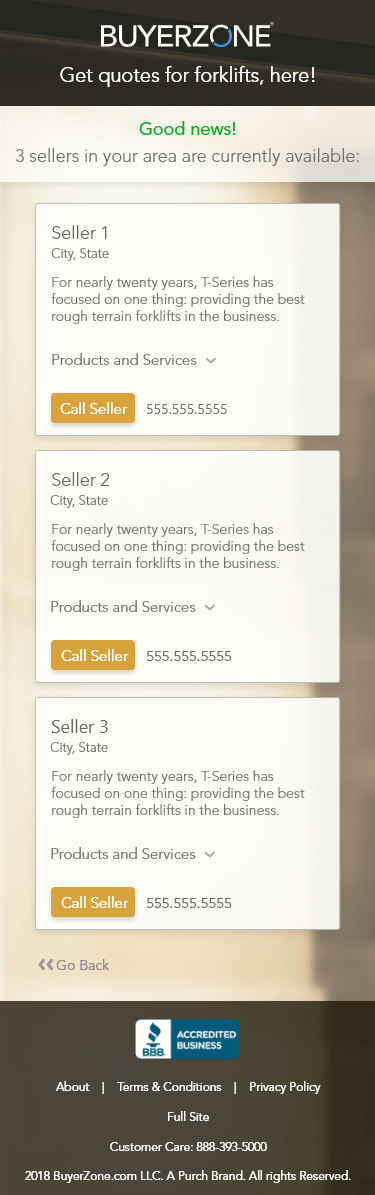 BUYERZONE
Get quotes for forklifts, here!
Good news!
3 sellers in your area are currently available:
Seller 1
City, State
For nearly twenty years, T-Series has
focused on one thing: providing the best
rough terrain forklifts in the business.
Products and Services
Call Seller 555.555.5555
Seller 2
City, State
For nearly twenty years, T-Series has
focused on one thing: providing the best
rough terrain forklifts in the business.
Products and Services
Call Seller 555.555.5555
Seller 3
City, State
For nearly twenty years, T-Series has
focused on one thing: providing the best
rough terrain forklifts in the business.
Products and Services
Call Seller 555.555.5555
Go Back
BBB ACCREDITED
BUSINESS
About | Terms & Conditions | Privacy Policy
Full Site
Customer Care: 888-393-5000
2018 BuyerZone.com LLC. A Purch Brand. All rights Reserved.